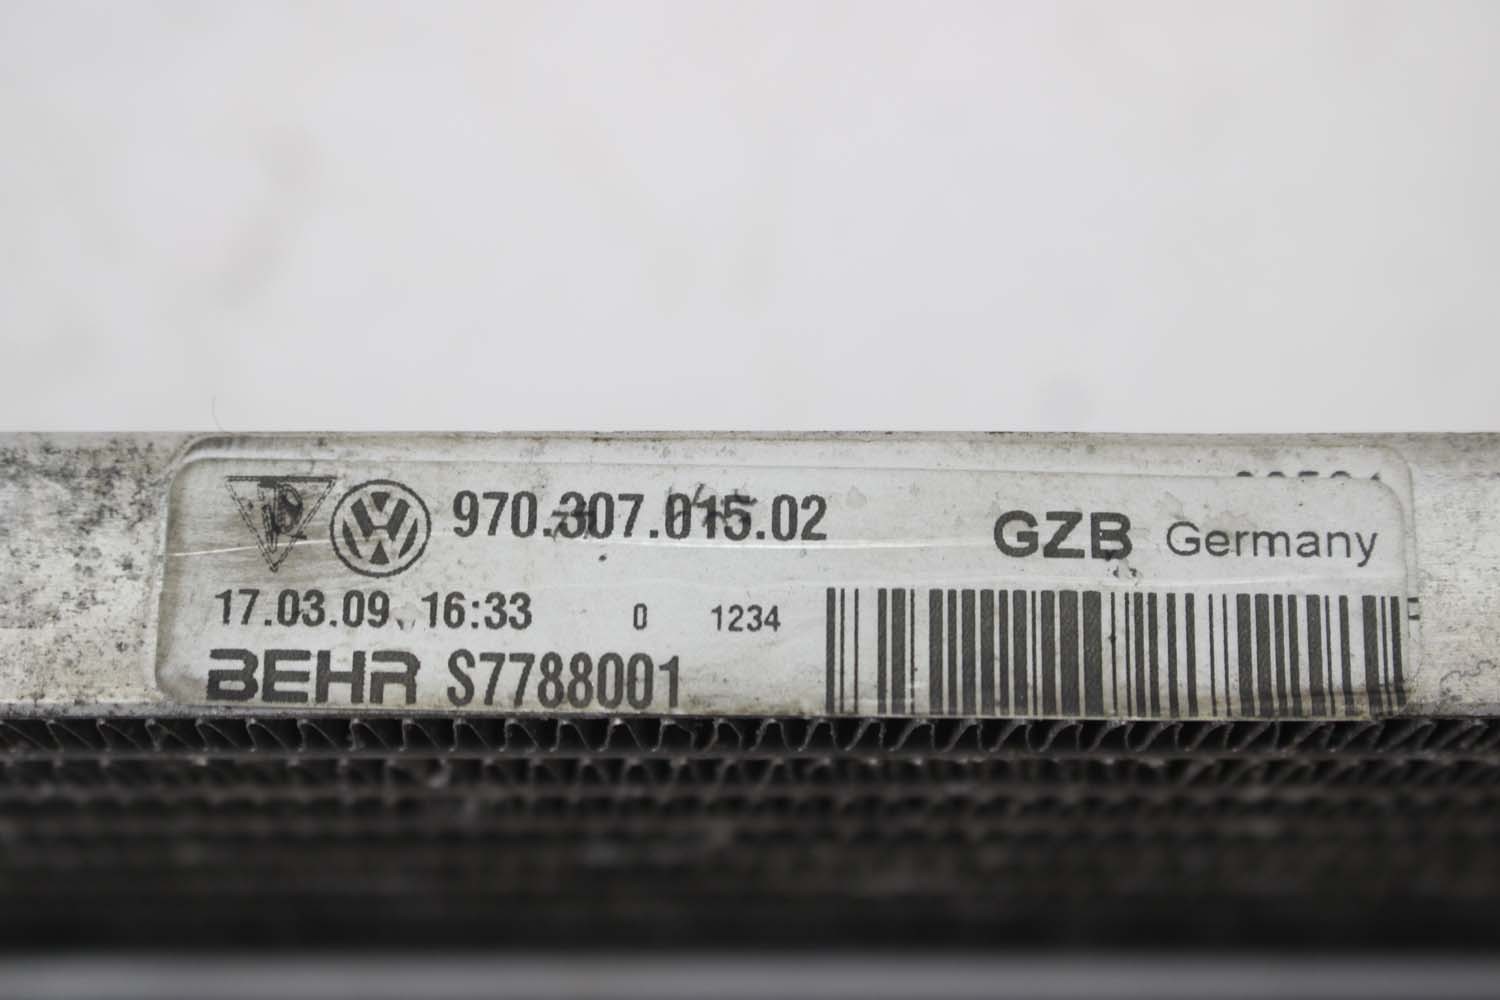 970.307.015.02
GZB Germany
17.03.09 16:33 0 1234
BEHR S7788001